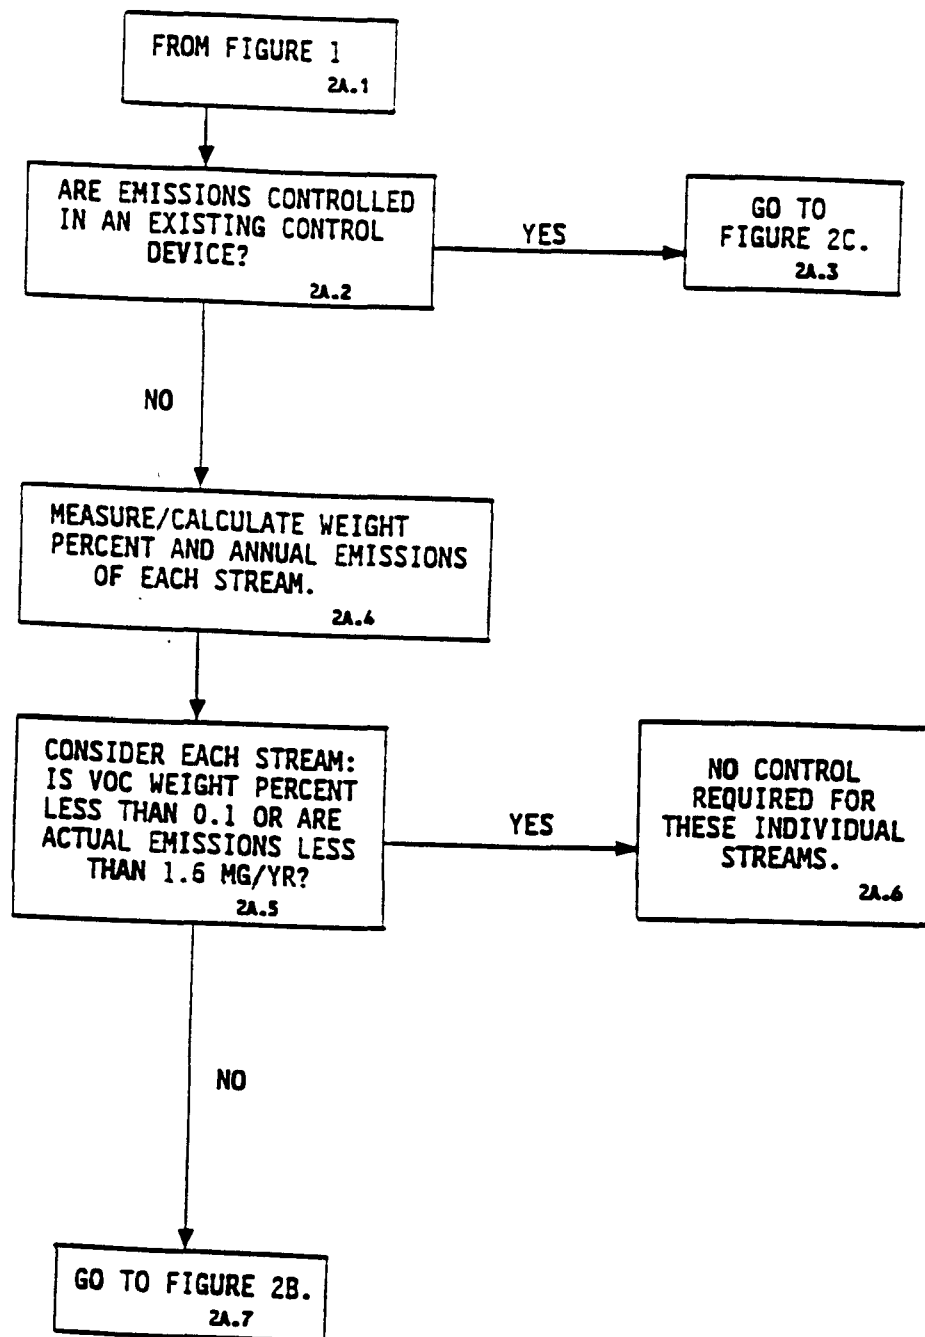 FROM FIGURE 1
2A.1
ARE EMISSIONS CONTROLLED
IN AN EXISTING CONTROL
DEVICE?
2A.2
YES
GO TO
FIGURE 2C.
2A.3
NO
MEASURE/CALCULATE WEIGHT
PERCENT AND ANNUAL EMISSIONS
OF EACH STREAM.
2A.4
CONSIDER EACH STREAM:
IS VOC WEIGHT PERCENT
LESS THAN 0.1 OR ARE
ACTUAL EMISSIONS LESS
THAN 1.6 MG/YR?
2A.5
YES
NO CONTROL
REQUIRED FOR
THESE INDIVIDUAL
STREAMS.
2A.6
NO
GO TO FIGURE 2B.
2A.7